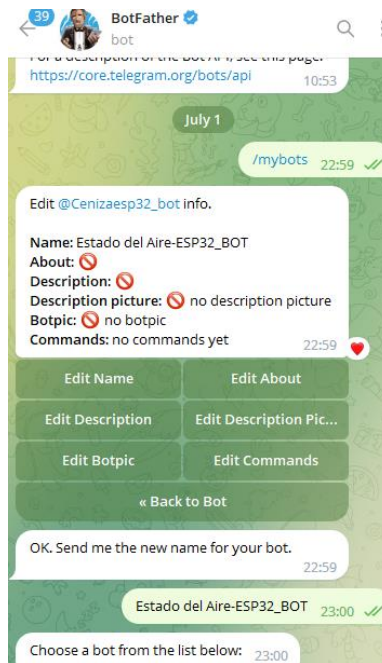 39
BotFather
bot
For a description of the Bot API, see this page:
https://core.telegram.org/bots/api
10:53
July 1
/mybots 22:59
Edit @Cenizaesp32_bot info.
Name: Estado del Aire-ESP32_BOT
About: 🚫
Description: 🚫
Description picture: 🚫 no description picture
Botpic: 🚫 no botpic
Commands: no commands yet
22:59
Edit Name Edit About
Edit Description Edit Description Pic...
Edit Botpic Edit Commands
« Back to Bot
OK. Send me the new name for your bot.
22:59
Estado del Aire-ESP32_BOT 23:00
Choose a bot from the list below: 23:00